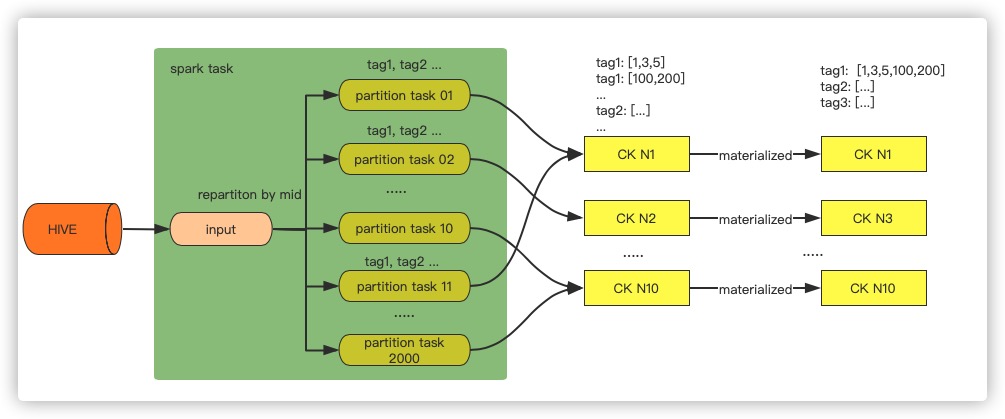 spark task
HIVE
input
repartiton by mid
tag1, tag2 ...
partition task 01
tag1, tag2 ...
partition task 02
.....
partition task 10
tag1, tag2 ...
partition task 11
.....
partition task
2000
tag1: [1,3,5]
tag1: [100,200]
...
tag2: [...]
...
CK N1
CK N2
.....
CK N10
materialized
materialized
materialized
tag1: [1,3,5,100,200]
tag2: [...]
tag3: [...]
CK N1
CK N3
.....
CK N10